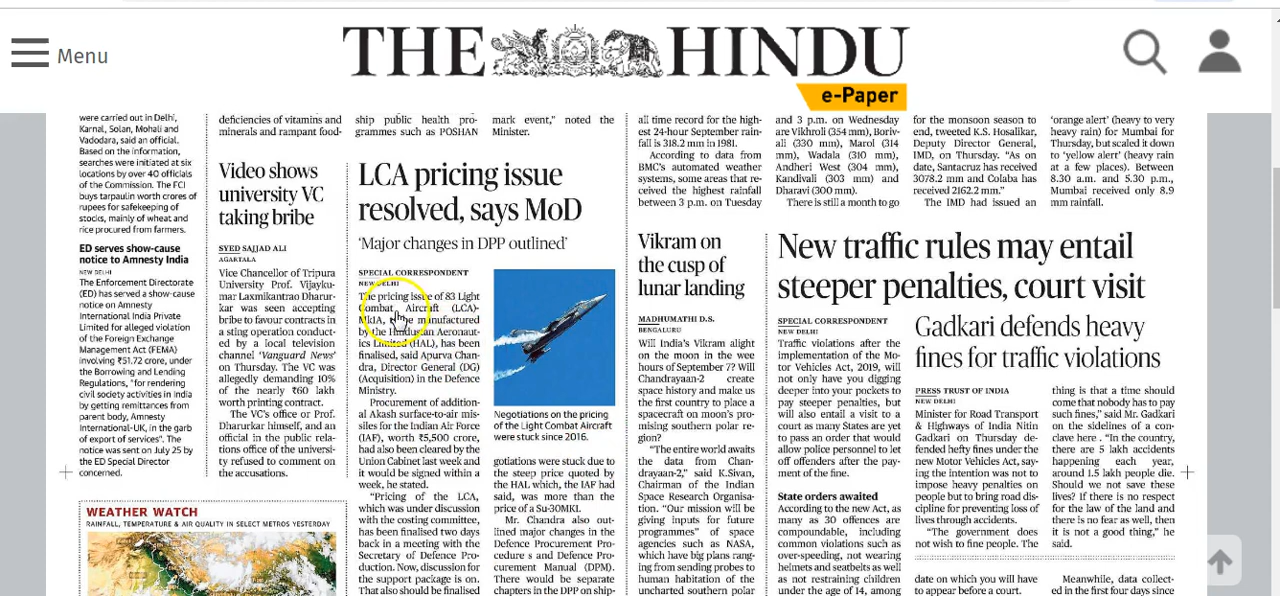 Menu
THE HINDU
e-Paper
were carried out in Delhi,
Karnal, Solan, Mohali and
Vadodara, said an official.
Based on the information,
searches were initiated at six
locations by over 40 officials
of the Commission. The FCI
buys tarpaulin worth crores of
rupees for safekeeping of
stocks, mainly of wheat and
rice procured from farmers.
ED serves show-cause
notice to Amnesty India
NEW DELHI
The Enforcement Directorate
(ED) has served a show-cause
notice on Amnesty
International India Private
Limited for alleged violation
of the Foreign Exchange
Management Act (FEMA)
involving ₹51.72 crore, under
the Borrowing and Lending
Regulations, "for rendering
civil society activities in India
by getting remittances from
parent body, Amnesty
International-UK, in the garb
of export of services". The
notice was sent on July 25 by
the ED Special Director
concerned.
WEATHER WATCH
RAINFALL, TEMPERATURE & AIR QUALITY IN SELECT METROS YESTERDAY
deficiencies of vitamins and
minerals and rampant food-
Video shows
university VC
taking bribe
SYED SAJJAD ALI
AGARTALA
Vice Chancellor of Tripura
University Prof. Vijayku-
mar Laxmikantrao Dharur-
kar was seen accepting
bribe to favour contracts in
a sting operation conduct-
ed by a local television
channel 'Vanguard News'
on Thursday. The VC was
allegedly demanding 10%
of the nearly ₹60 lakh
worth printing contract.
The VC's office or Prof.
Dharurkar himself, and an
official in the public rela-
tions office of the universi-
ty refused to comment on
the accusations.
ship public health pro-
grammes such as POSHAN
mark event," noted the
Minister.
LCA pricing issue
resolved, says MoD
'Major changes in DPP outlined'
SPECIAL CORRESPONDENT
NEW DELHI
The pricing issue of 83 Light
Combat Aircraft (LCA)-
Mk1A, to be manufactured
by the Hindustan Aeronaut-
ics Limited (HAL), has been
finalised, said Apurva Chan-
dra, Director General (DG)
(Acquisition) in the Defence
Ministry.
Procurement of addition-
al Akash surface-to-air mis-
siles for the Indian Air Force
(IAF), worth ₹5,500 crore,
had also been cleared by the
Union Cabinet last week and
it would be signed within a
week, he stated.
"Pricing of the LCA,
which was under discussion
with the costing committee,
has been finalised two days
back in a meeting with the
Secretary of Defence Pro-
duction. Now, discussion for
the support package is on.
That also should be finalised
Negotiations on the pricing
of the Light Combat Aircraft
were stuck since 2016.
gotiations were stuck due to
the steep price quoted by
the HAL which, the IAF had
said, was more than the
price of a Su-30MKI.
Mr. Chandra also out-
lined major changes in the
Defence Procurement Pro-
cedure s and Defence Pro-
curement Manual (DPM).
There would be separate
chapters in the DPP on ship-
all time record for the high-
est 24-hour September rain-
fall is 318.2 mm in 1981.
According to data from
BMC's automated weather
systems, some areas that re-
ceived the highest rainfall
between 3 p.m. on Tuesday
and 3 p.m. on Wednesday
are Vikhroli (354 mm), Boriv-
ali (330 mm), Marol (314
mm), Wadala (310 mm),
Andheri West (304 mm)
Kandivali (303 mm) and
Dharavi (300 mm).
There is still a month to go
for the monsoon season to
end, tweeted K.S. Hosalikar,
Deputy Director General,
IMD, on Thursday. "As on
date, Santacruz has received
3078.2 mm and Colaba has
received 2162.2 mm."
The IMD had issued an
'orange alert' (heavy to very
heavy rain) for Mumbai for
Thursday, but scaled it down
to 'yellow alert' (heavy rain
at a few places). Between
8.30 a.m. and 5.30 p.m.,
Mumbai received only 8.9
mm rainfall.
Vikram on
the cusp of
lunar landing
MADHUMATHI D.S.
BENGALURU
Will India's Vikram alight
on the moon in the wee
hours of September 7? Will
Chandrayaan-2 create
space history and make us
the first country to place a
spacecraft on moon's pro-
mising southern polar re-
gion?
"The entire world awaits
the data from Chan-
drayaan-2," said K.Sivan,
Chairman of the Indian
Space Research Organisa-
tion. "Our mission will be
giving inputs for future
programmes" of space
agencies such as NASA,
which have big plans rang-
ing from sending probes to
human habitation of the
uncharted southern polar
New traffic rules may entail
steeper penalties, court visit
SPECIAL CORRESPONDENT
NEW DELHI
Traffic violations after the
implementation of the Mo-
tor Vehicles Act, 2019, will
not only have you digging
deeper into your pockets to
pay steeper penalties, but
will also entail a visit to a
court as many States are yet
to pass an order that would
allow police personnel to let
off offenders after the pay-
ment of the fine.
State orders awaited
According to the new Act, as
many as 30 offences are
compoundable, including
common violations such as
over-speeding, not wearing
helmets and seatbelts as well
as not restraining children
under the age of 14, among
Gadkari defends heavy
fines for traffic violations
PRESS TRUST OF INDIA
NEW DELHI
Minister for Road Transport
& Highways of India Nitin
Gadkari on Thursday de-
fended hefty fines under the
new Motor Vehicles Act, say-
ing the intention was not to
impose heavy penalties on
people but to bring road dis-
cipline for preventing loss of
lives through accidents.
"The government does
not wish to fine people. The
thing is that a time should
come that nobody has to pay
such fines," said Mr. Gadkari
on the sidelines of a con-
clave here . "In the country,
there are 5 lakh accidents
happening each year,
around 1.5 lakh people die.
Should we not save these
lives? If there is no respect
for the law of the land and
there is no fear as well, then
it is not a good thing," he
said.
date on which you will have
to appear before a court.
Meanwhile, data collect-
ed in the first four days since